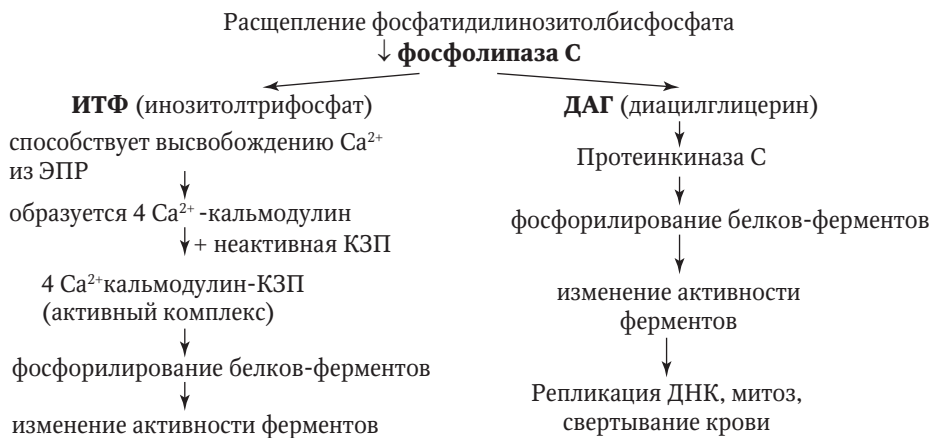 Расщепление фосфатидилинозитолбисфосфата
↓ фосфолипаза С
ИТФ (инозитолтрифосфат)
способствует высвобождению Ca²⁺
из ЭПР
образуется 4 Ca²⁺ -кальмодулин
+ неактивная КЗП
4 Ca²⁺кальмодулин-КЗП
(активный комплекс)
фосфорилирование белков-ферментов
изменение активности ферментов
ДАГ (диацилглицерин)
Протеинкиназа С
фосфорилирование белков-ферментов
изменение активности
ферментов
Репликация ДНК, митоз,
свертывание крови